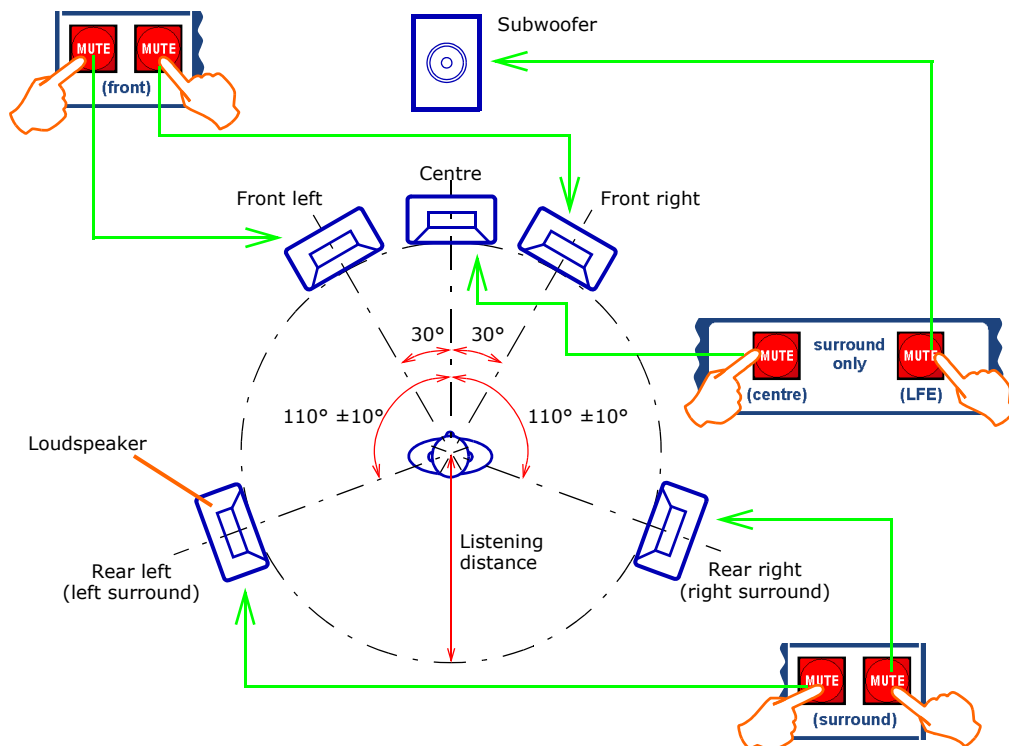 MUTE MUTE
(front)
Subwoofer
Centre
Front left
Front right
30° 30°
MUTE surround only MUTE
(centre) (LFE)
110° ±10° 110° ±10°
Loudspeaker
Listening
distance
Rear left
(left surround)
Rear right
(right surround)
MUTE MUTE
(surround)